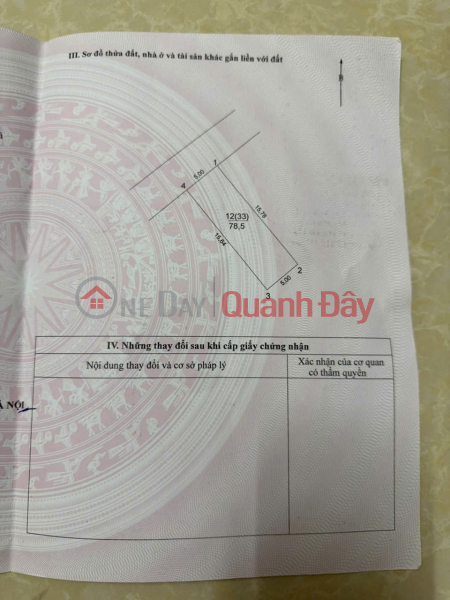 III. Sơ đồ thửa đất, nhà ở và tài sản khác gắn liền với đất
B
1
5,00
4
12(33)
78,5
15,78
15,84
2
5,00
3
ONEDAY QUANH ĐÂY
IV. Những thay đổi sau khi cấp giấy chứng nhận
Nội dung thay đổi và cơ sở pháp lý
Xác nhận của cơ quan
có thẩm quyền
À NỘI